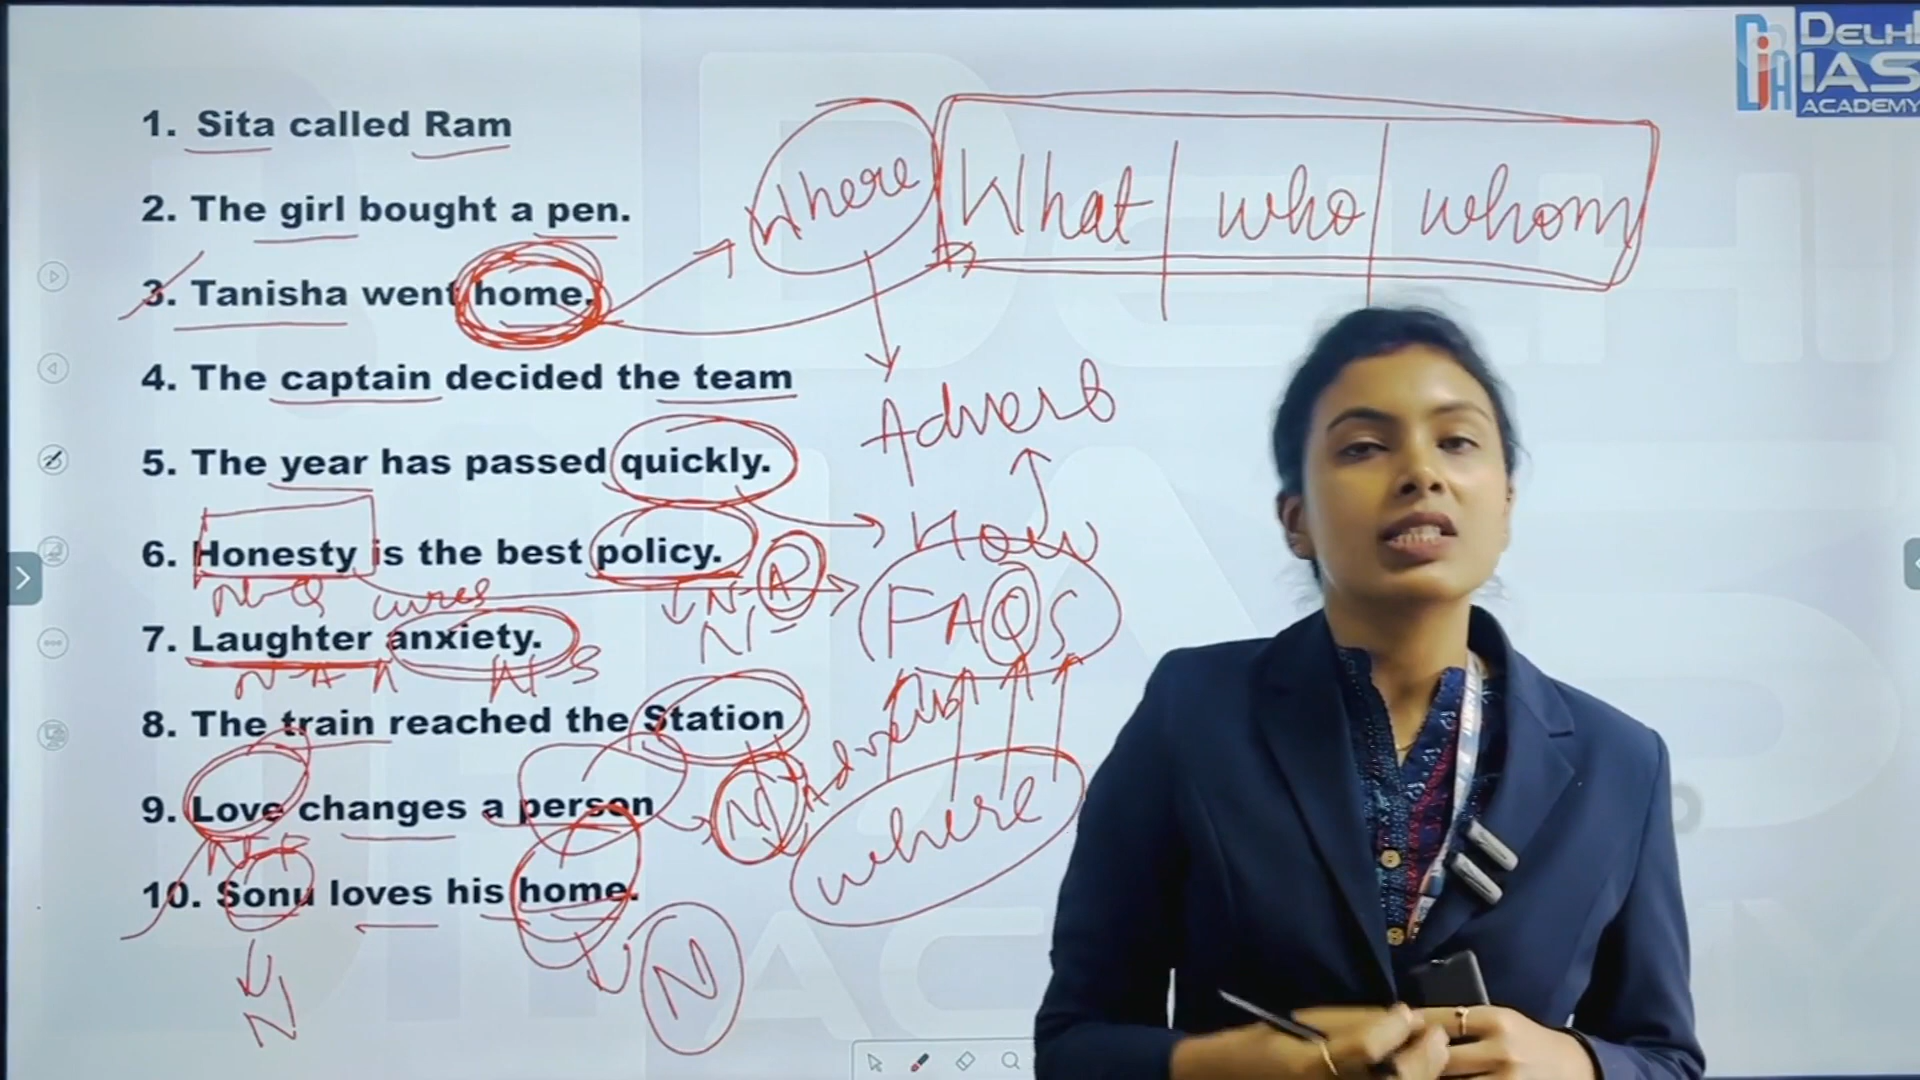 DELHI
IAS
ACADEMY
1. Sita called Ram
2. The girl bought a pen.
3. Tanisha went home.
4. The captain decided the team
5. The year has passed quickly.
6. Honesty is the best policy.
7. Laughter anxiety.
8. The train reached the Station
9. Love changes a person
10. Sonu loves his home.
Where What who whom
Adverb
How
FAQS
cures
N-A
N
Adverb
where
N
N
N